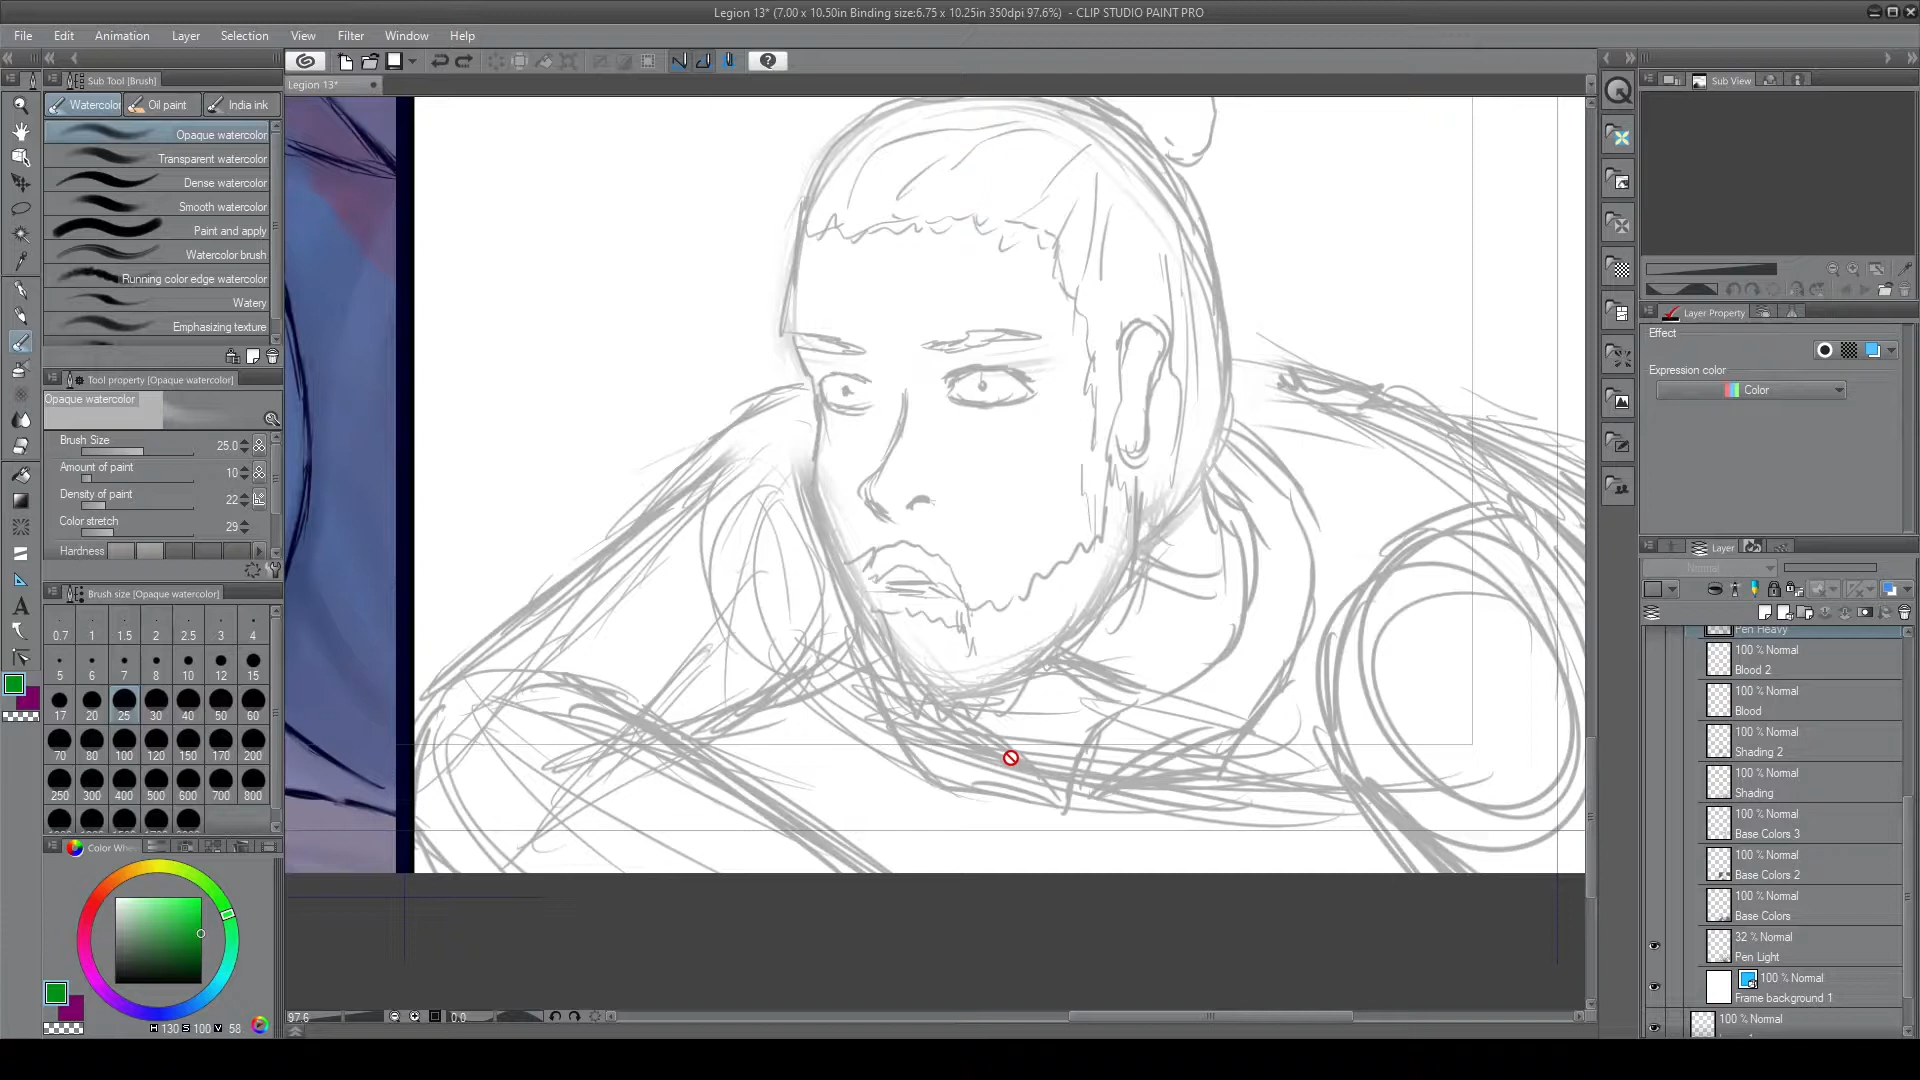 Legion 13* (7.00 x 10.50in Binding size:6.75 x 10.25in 350dpi 97.6%)  - CLIP STUDIO PAINT PRO
File Edit Animation Layer Selection View Filter Window Help
Sub Tool [Brush]
Legion 13*
Sub View
Watercolor Oil paint India ink
Opaque watercolor
Transparent watercolor
Dense watercolor
Smooth watercolor
Paint and apply
Watercolor brush
Running color edge watercolor
Watery
Emphasizing texture
Tool property [Opaque watercolor]
Opaque watercolor
Brush Size 25.0
Amount of paint 10
Density of paint 22
Color stretch 29
Hardness
Brush size [Opaque watercolor]
0.7 1 1.5 2 2.5 3 4
5 6 7 8 10 12 15
17 20 25 30 40 50 60
70 80 100 120 150 170 200
250 300 400 500 600 700 800
Color Whe
H 130 S 100 V 58
97.6
0.0
Layer Property
Effect
Expression color
Color
Layer
Normal
Pen Heavy
100 % Normal
Blood 2
100 % Normal
Blood
100 % Normal
Shading 2
100 % Normal
Shading
100 % Normal
Base Colors 3
100 % Normal
Base Colors 2
100 % Normal
Base Colors
32 % Normal
Pen Light
100 % Normal
Frame background 1
100 % Normal